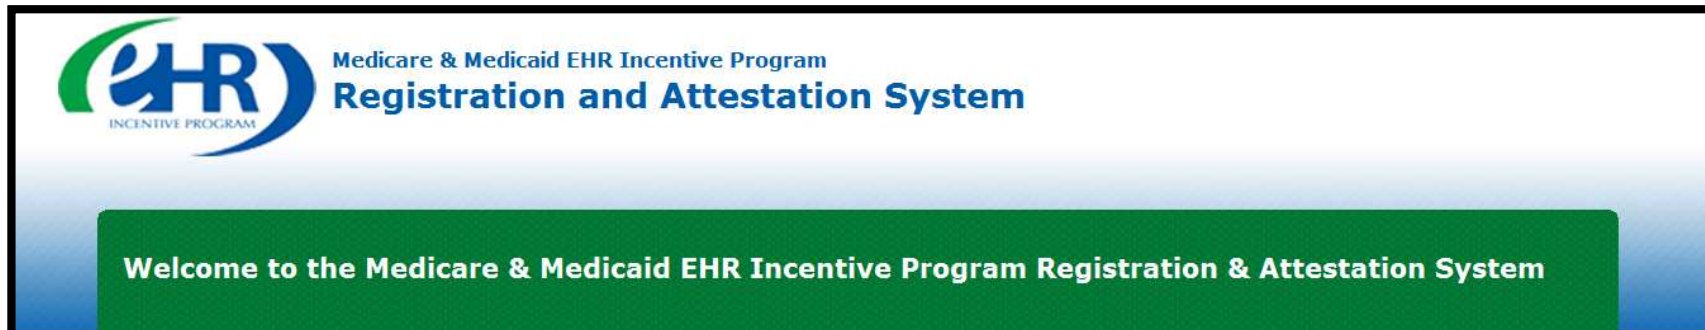 eHR
INCENTIVE PROGRAM
Medicare & Medicaid EHR Incentive Program
Registration and Attestation System
Welcome to the Medicare & Medicaid EHR Incentive Program Registration & Attestation System